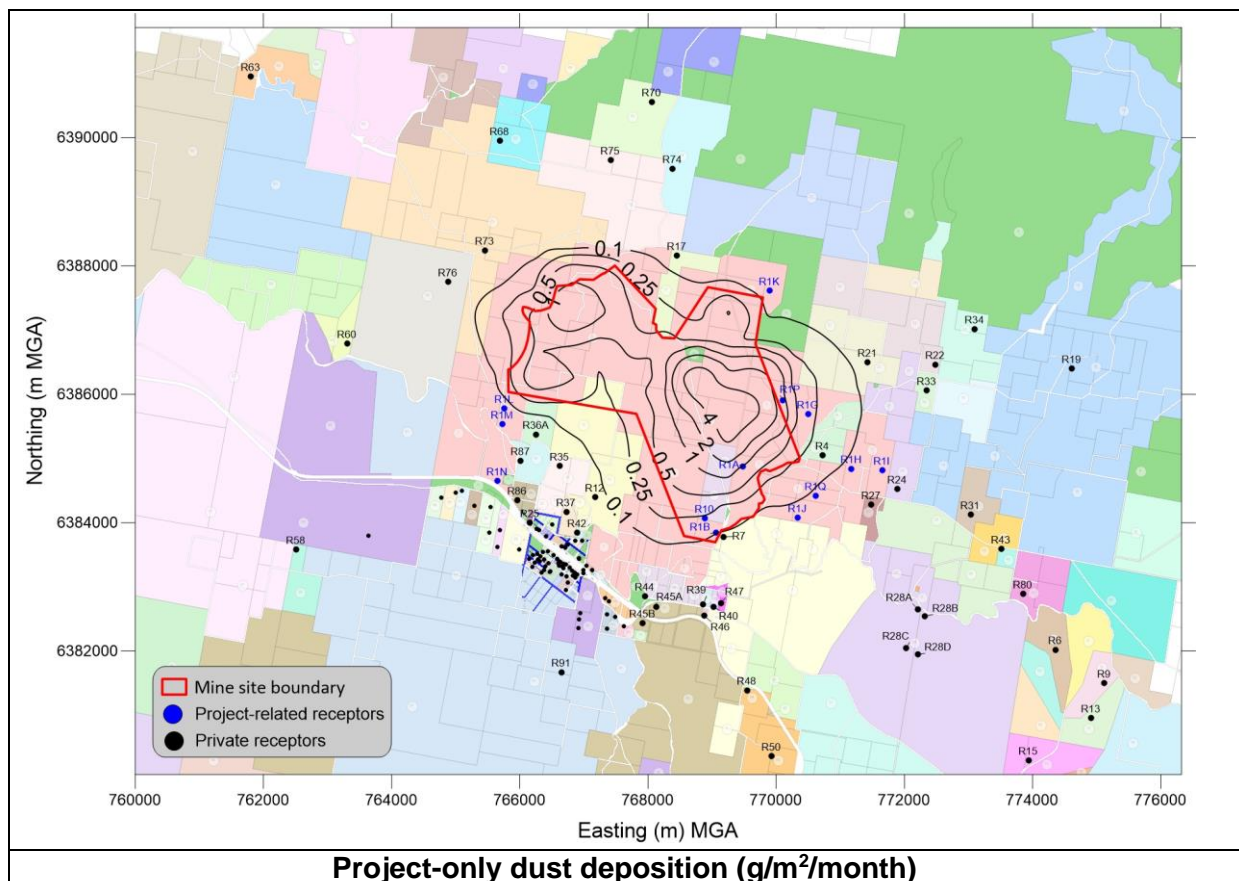 R63
R70
6390000
R68
R75
R74
R73
R17
0.1
6388000
R76
0.25
R1K
0.5
1
R34
R60
R21
R22
R19
6386000
R33
R1P
R1L
R1G
4
R1M
2
R36A
1
R4
R87
R35
0.5
R1A
R1H
R1I
R1N
0.25
R24
R12
R1Q
R86
0.1
R27
R37
R10
R1J
6384000
R25
R42
R1B
R7
R43
R58
R44
R45A
R39
R47
R80
R28A
R45B
R40
R28B
R46
6382000
R28C
R28D
R6
R91
R9
R48
R13
R50
R15
Mine site boundary
Project-related receptors
Private receptors
Northing (m MGA)
760000 762000 764000 766000 768000 770000 772000 774000 776000
Easting (m) MGA
Project-only dust deposition (g/m²/month)